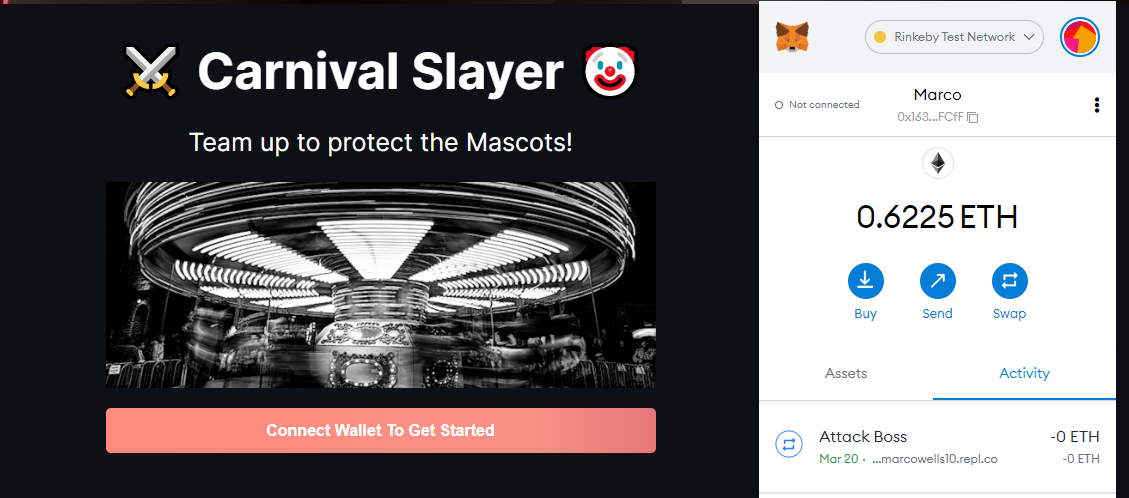 ⚔️ Carnival Slayer 🤡
Team up to protect the Mascots!
Connect Wallet To Get Started
Rinkeby Test Network
Not connected
Marco
0x163...FCfF
0.6225 ETH
Buy
Send
Swap
Assets
Activity
Attack Boss
-0 ETH
Mar 20 · ...marcowells10.repl.co
-0 ETH